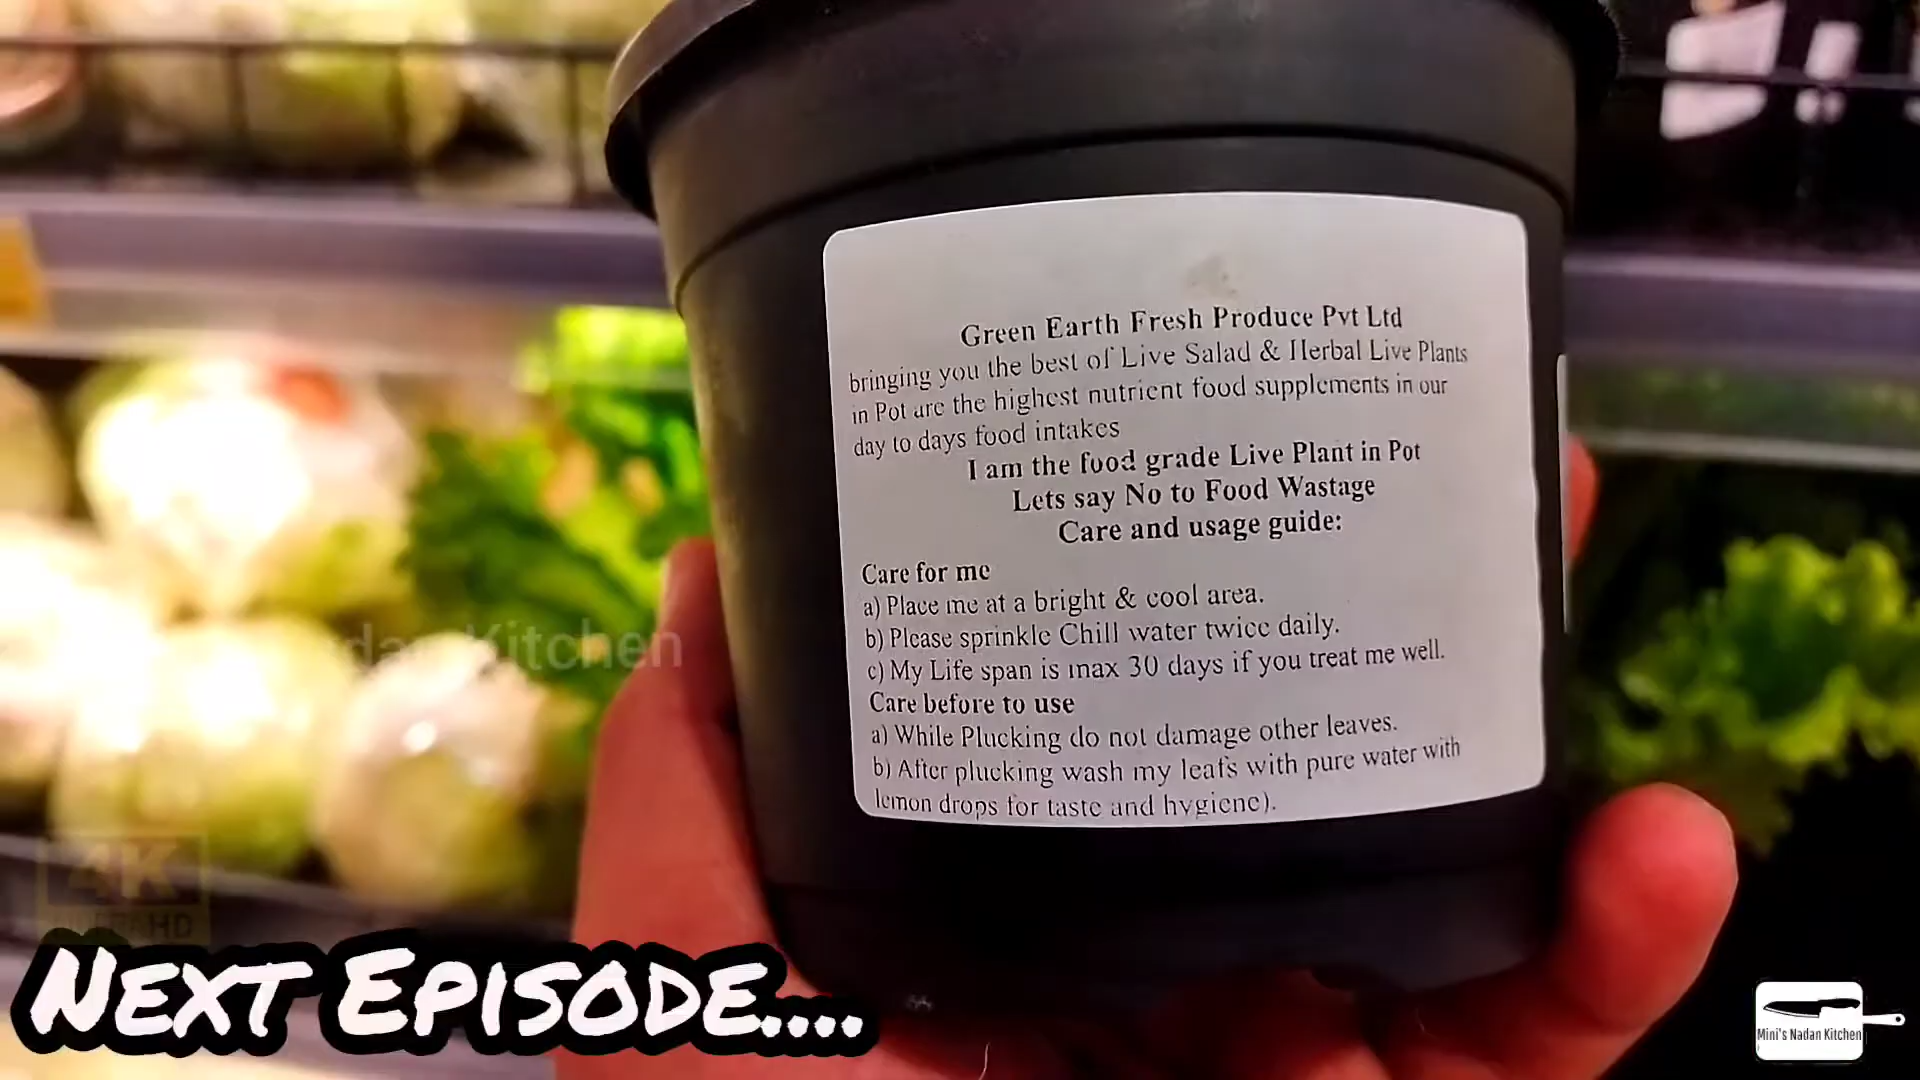 Green Earth Fresh Produce Pvt Ltd
bringing you the best of Live Salad & Herbal Live Plants
in Pot are the highest nutrient food supplements in our
day to days food intakes
I am the food grade Live Plant in Pot
Lets say No to Food Wastage
Care and usage guide:
Care for me
a) Place me at a bright & cool area.
b) Please sprinkle Chill water twice daily.
c) My Life span is max 30 days if you treat me well.
Care before to use
a) While Plucking do not damage other leaves.
b) After plucking wash my leafs with pure water with
lemon drops for taste and hygiene).
Kitchen
4K
HD
Next Episode....
Mini's Nadan Kitchen